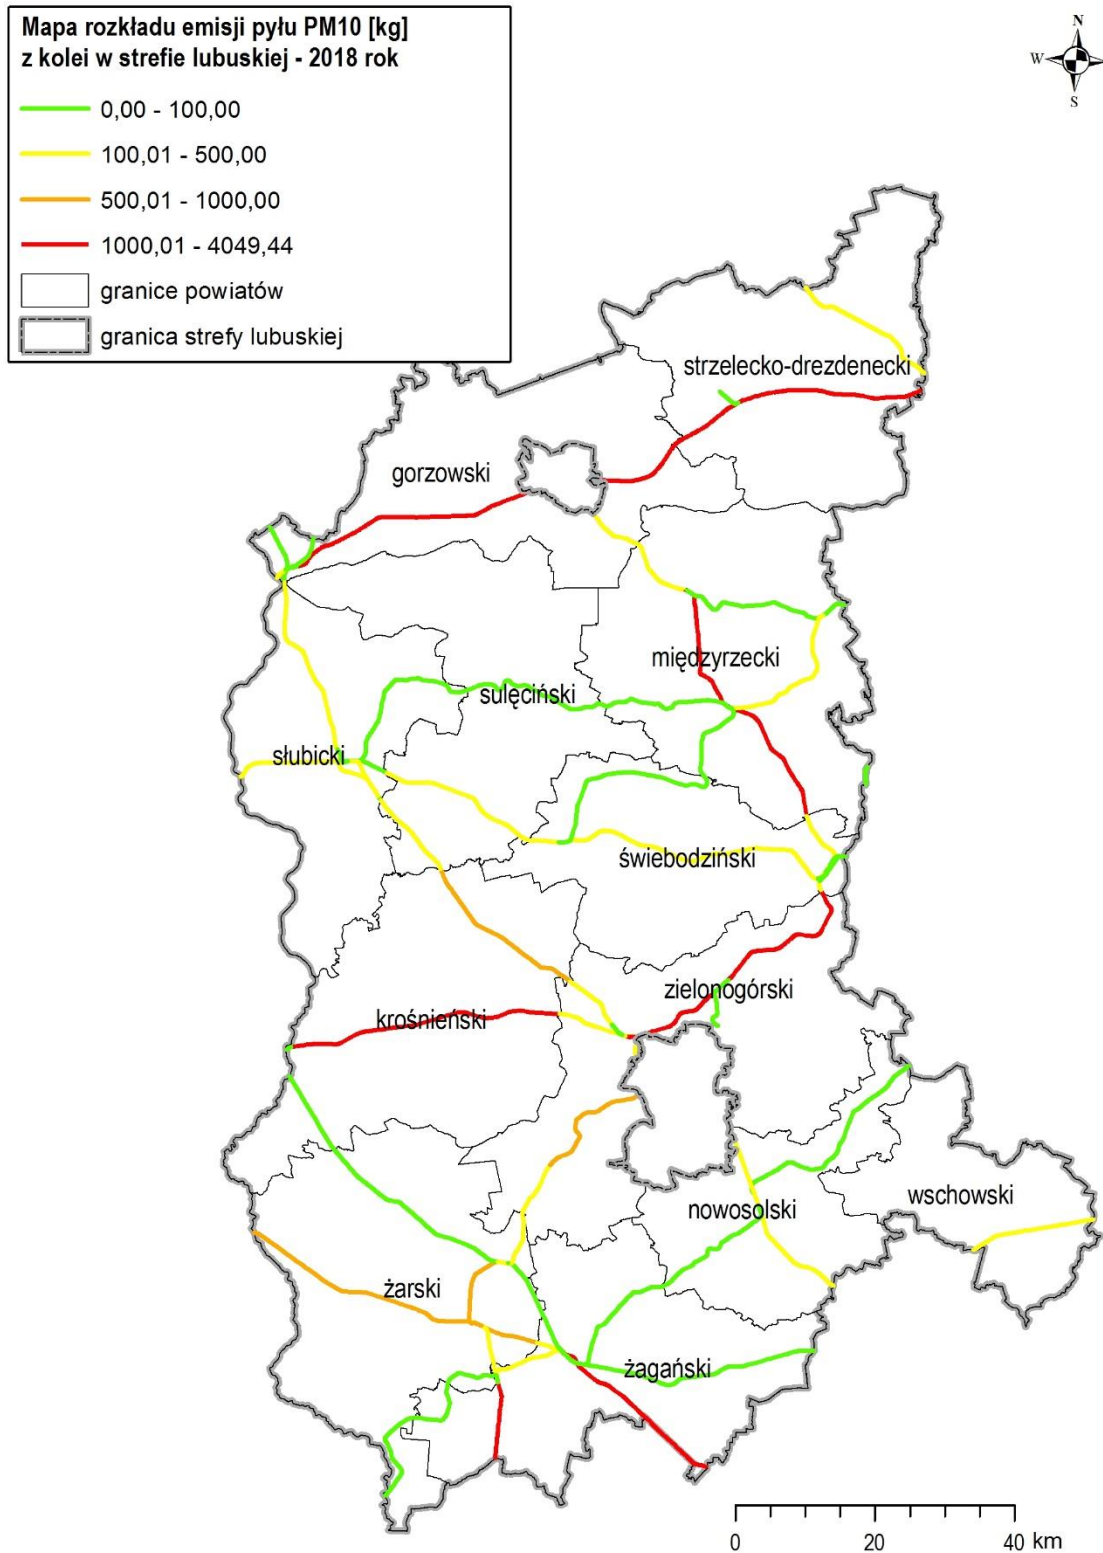 Mapa rozkładu emisji pyłu PM10 [kg]
z kolei w strefie lubuskiej - 2018 rok
0,00 - 100,00
100,01 - 500,00
500,01 - 1000,00
1000,01 - 4049,44
granice powiatów
granica strefy lubuskiej
N
W
S
strzelecko-drezdenecki
gorzowski
międzyrzecki
sulęciński
słubicki
świebodziński
zielonogórski
krośnieński
wschowski
nowosolski
żarski
żagański
0 20 40 km